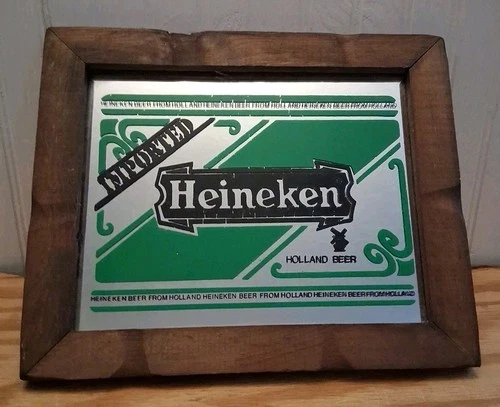 HEINEKEN BEER FROM HOLLAND HEINEKEN BEER FROM HOLLAND HEINEKEN BEER FROM HOLLAND
IMPORTED
Heineken
HOLLAND BEER
HEINEKEN BEER FROM HOLLAND HEINEKEN BEER FROM HOLLAND HEINEKEN BEER FROM HOLLAND